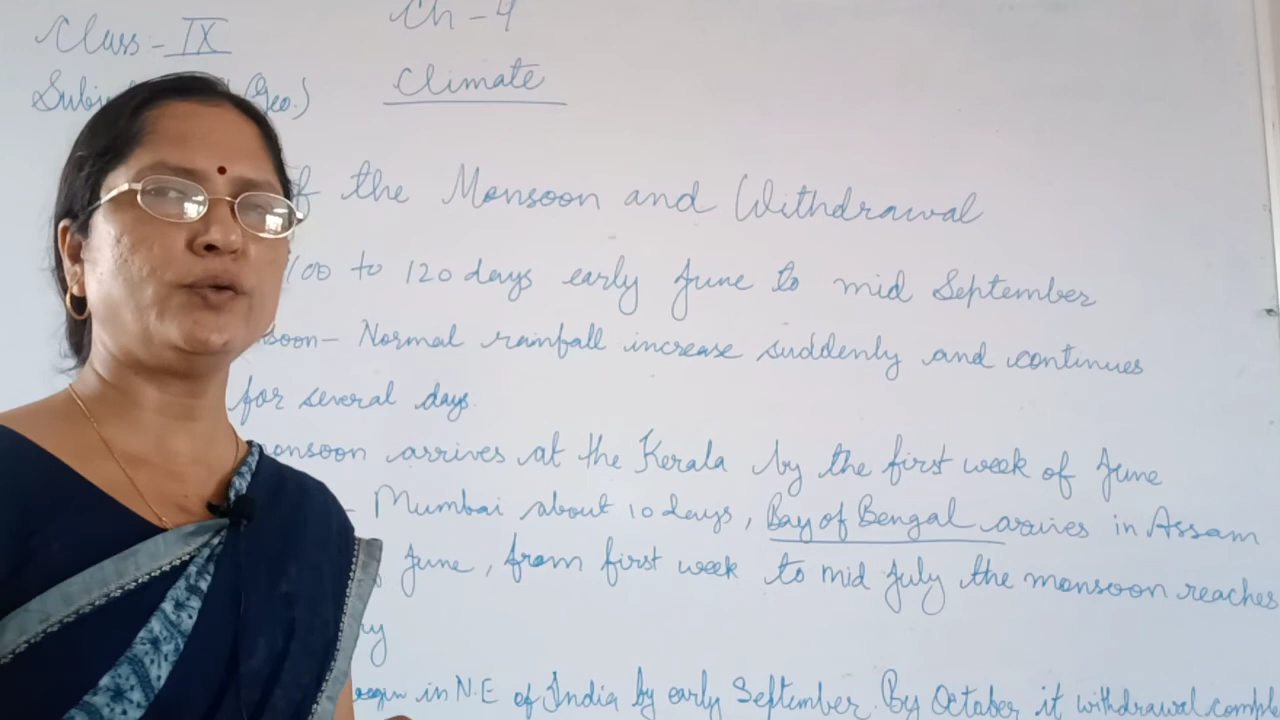 Class - IX
Ch - 4
Geo.)
Climate
of the Monsoon and Withdrawal
100 to 120 days early June to mid September
soon - Normal rainfall increase suddenly and continues
for several days.
monsoon arrives at the Kerala by the first week of June
- Mumbai about 10 days, Bay of Bengal arrives in Assam
June, from first week to mid July the monsoon reaches
in N.E of India by early September. By October it withdrawal